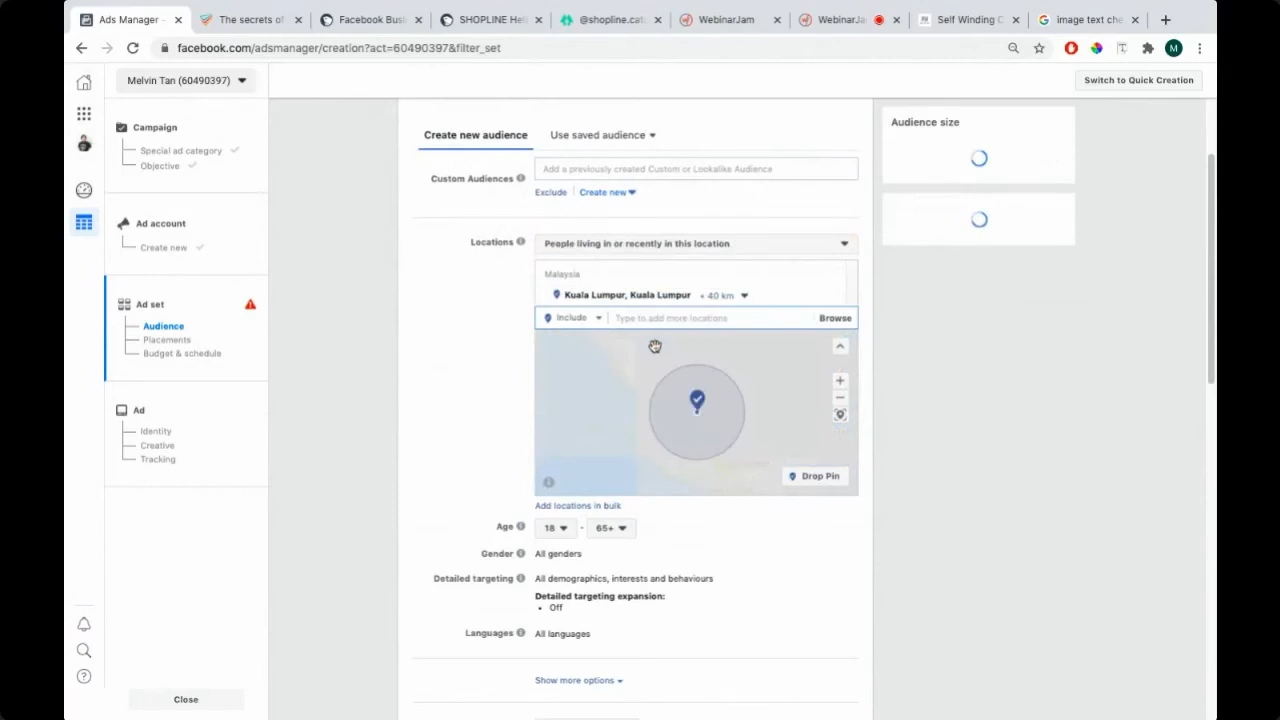 Ads Manager -
The secrets of
Facebook Busi
SHOPLINE Hel
@shopline.cat
WebinarJam
WebinarJa
Self Winding C
image text che
facebook.com/adsmanager/creation?act=60490397&filter_set
M
Melvin Tan (60490397)
Switch to Quick Creation
Campaign
Special ad category
Objective
Ad account
Create new
Ad set
Audience
Placements
Budget & schedule
Ad
Identity
Creative
Tracking
Close
Create new audience
Use saved audience
Custom Audiences
Add a previously created Custom or Lookalike Audience
Exclude
Create new
Locations
People living in or recently in this location
Malaysia
Kuala Lumpur, Kuala Lumpur + 40 km
Include
Type to add more locations
Browse
Drop Pin
Add locations in bulk
Age
18 - 65+
Gender
All genders
Detailed targeting
All demographics, interests and behaviours
Detailed targeting expansion:
• Off
Languages
All languages
Show more options
Audience size